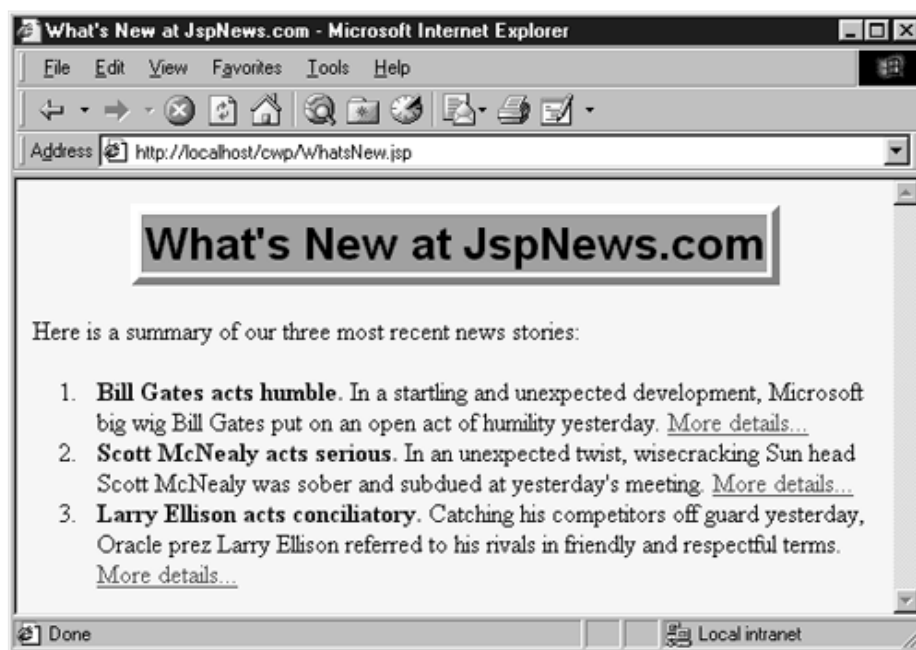 What's New at JspNews.com - Microsoft Internet Explorer
File Edit View Favorites Tools Help
Address http://localhost/cwp/WhatsNew.jsp
What's New at JspNews.com
Here is a summary of our three most recent news stories:
1. Bill Gates acts humble. In a startling and unexpected development, Microsoft
big wig Bill Gates put on an open act of humility yesterday. More details...
2. Scott McNealy acts serious. In an unexpected twist, wisecracking Sun head
Scott McNealy was sober and subdued at yesterday's meeting. More details...
3. Larry Ellison acts conciliatory. Catching his competitors off guard yesterday,
Oracle prez Larry Ellison referred to his rivals in friendly and respectful terms.
More details...
Done Local intranet